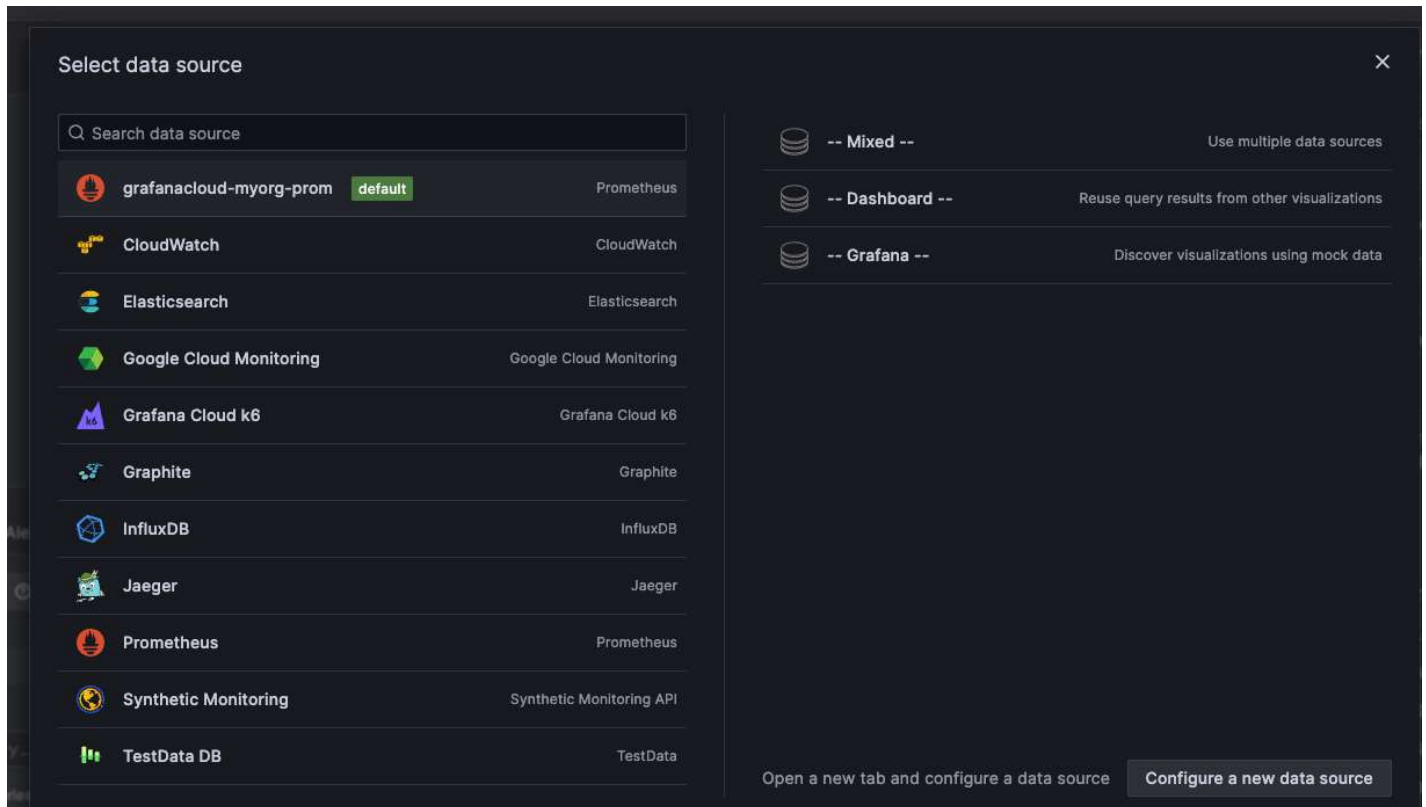 Select data source
Search data source
grafanacloud-myorg-prom default Prometheus
CloudWatch CloudWatch
Elasticsearch Elasticsearch
Google Cloud Monitoring Google Cloud Monitoring
k6 Grafana Cloud k6 Grafana Cloud k6
Graphite Graphite
InfluxDB InfluxDB
Jaeger Jaeger
Prometheus Prometheus
Synthetic Monitoring Synthetic Monitoring API
TestData DB TestData
-- Mixed -- Use multiple data sources
-- Dashboard -- Reuse query results from other visualizations
-- Grafana -- Discover visualizations using mock data
Open a new tab and configure a data source Configure a new data source